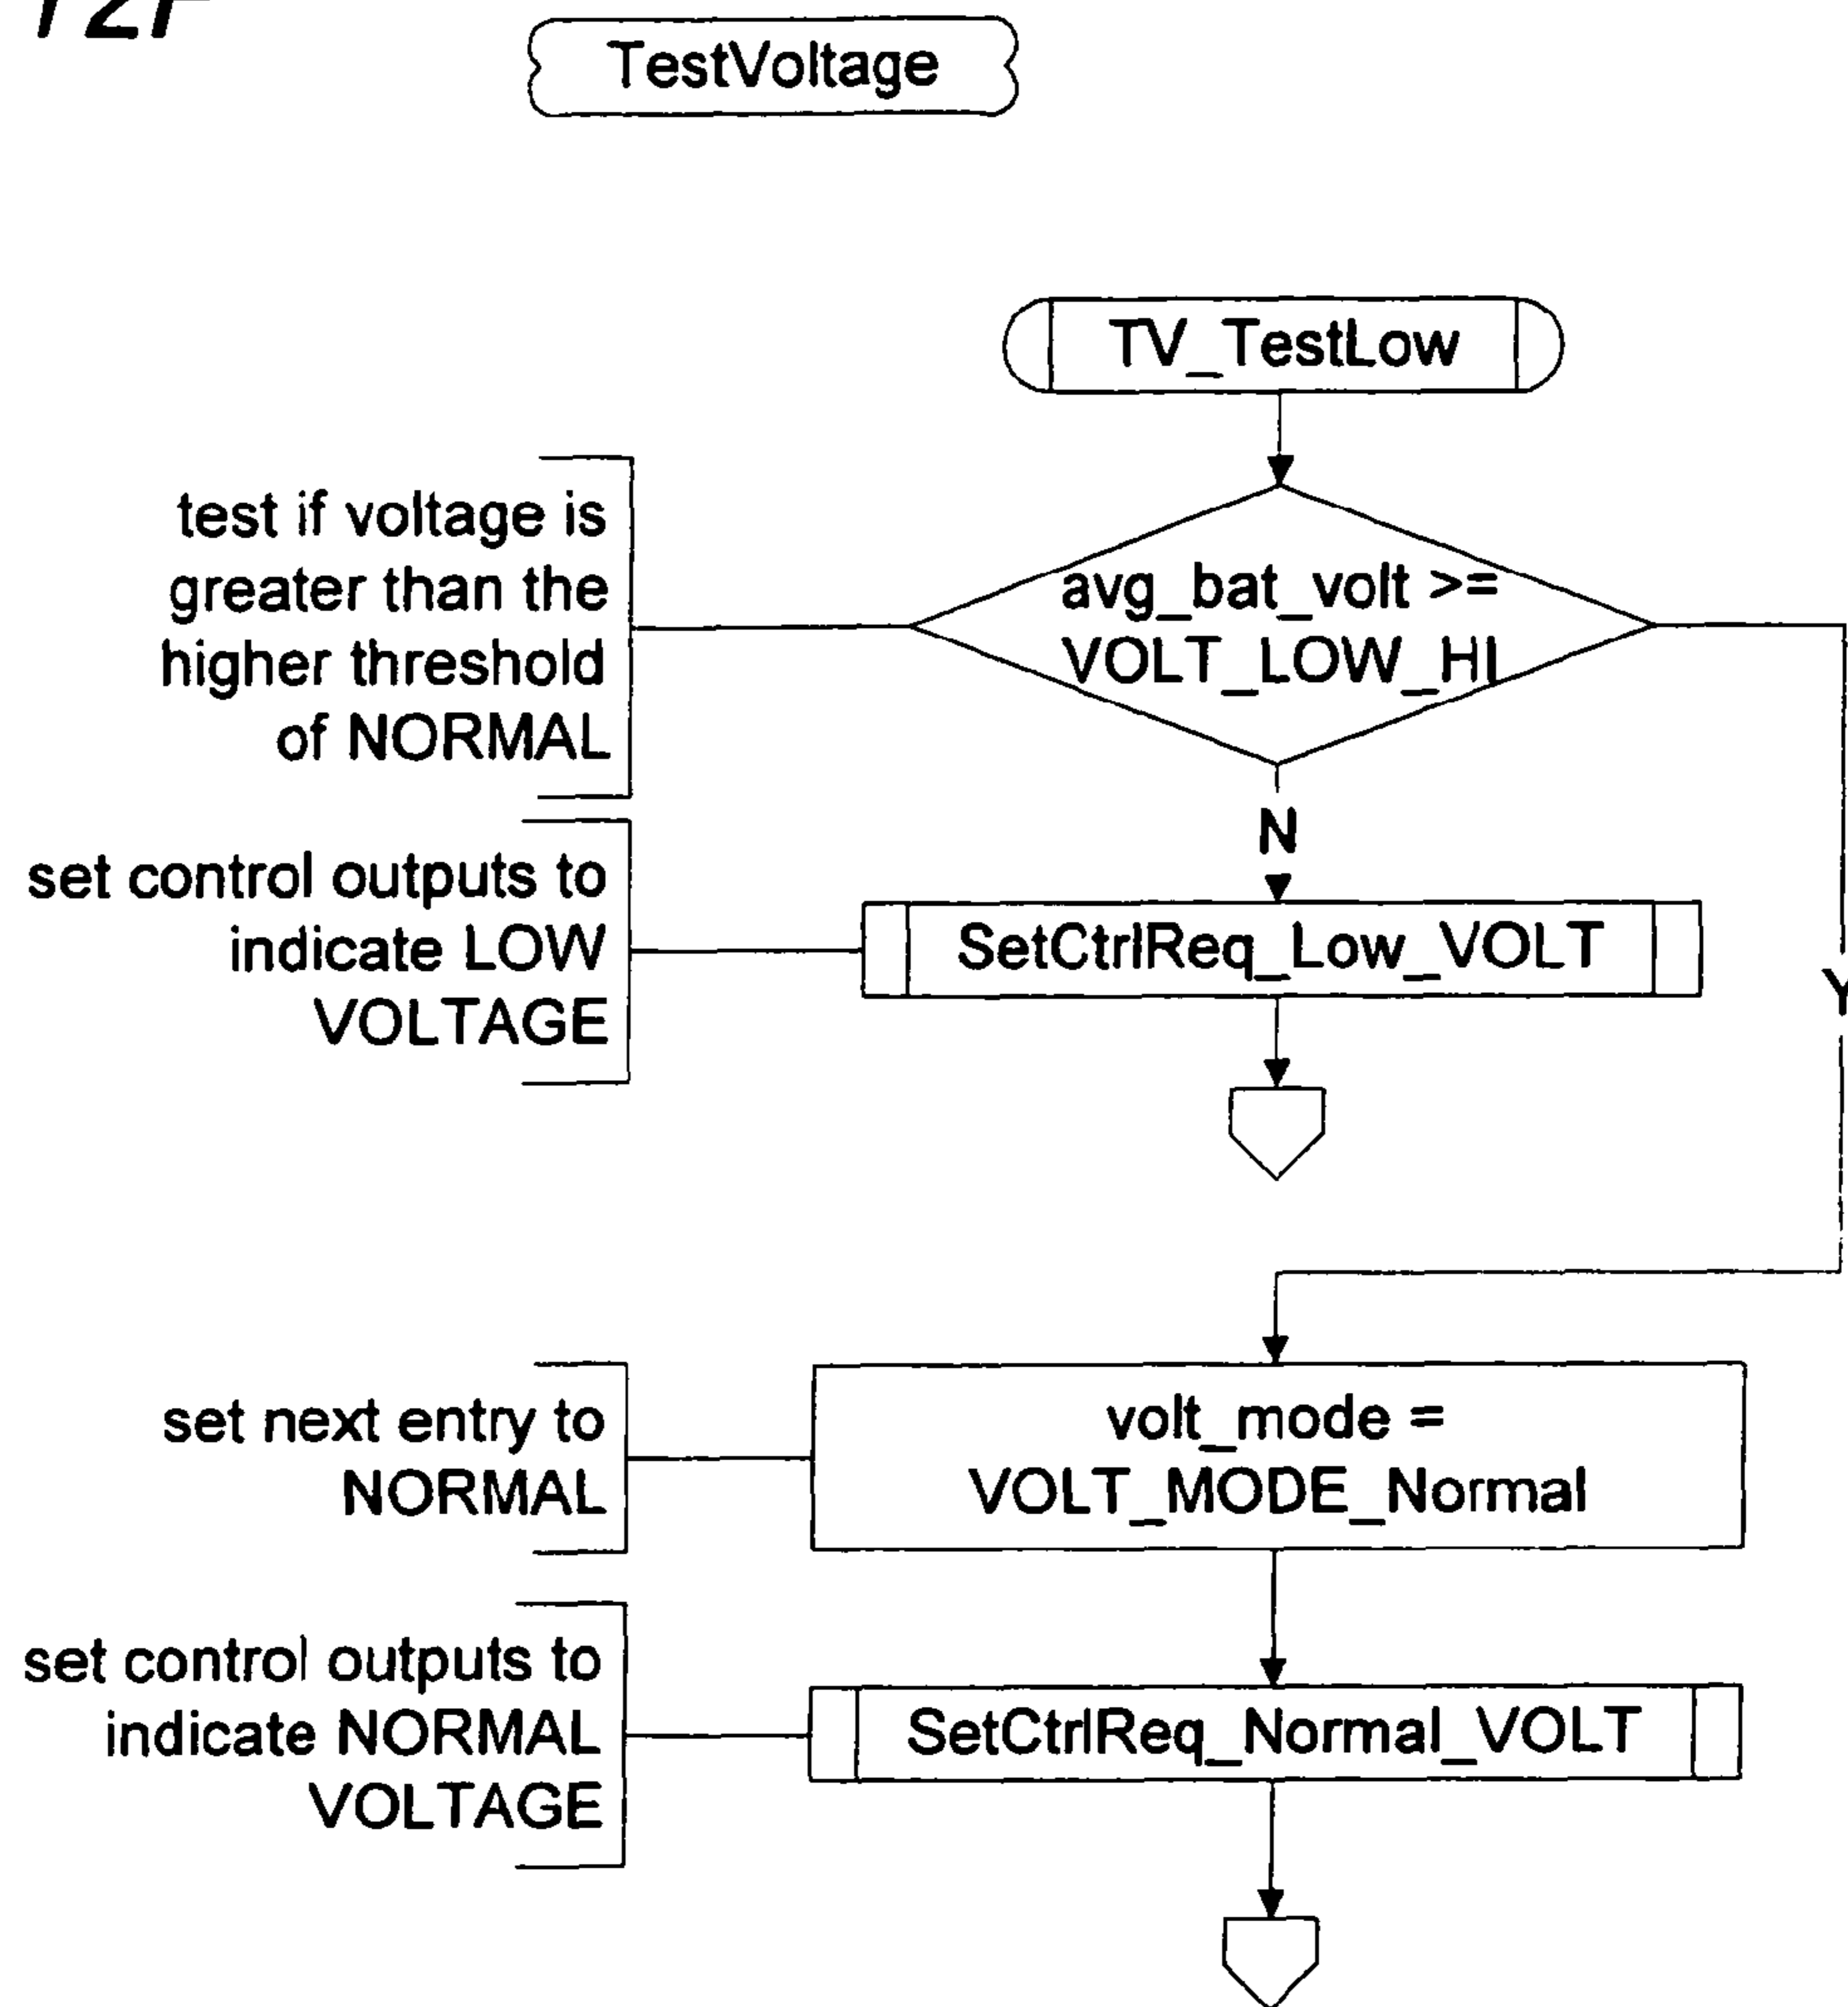 TestVoltage
TV_TestLow
test if voltage is
greater than the
higher threshold
of NORMAL
avg_bat_volt >=
VOLT_LOW_HI
N
set control outputs to
indicate LOW
VOLTAGE
SetCtrlReq_Low_VOLT
Y
set next entry to
NORMAL
volt_mode =
VOLT_MODE_Normal
set control outputs to
indicate NORMAL
VOLTAGE
SetCtrlReq_Normal_VOLT